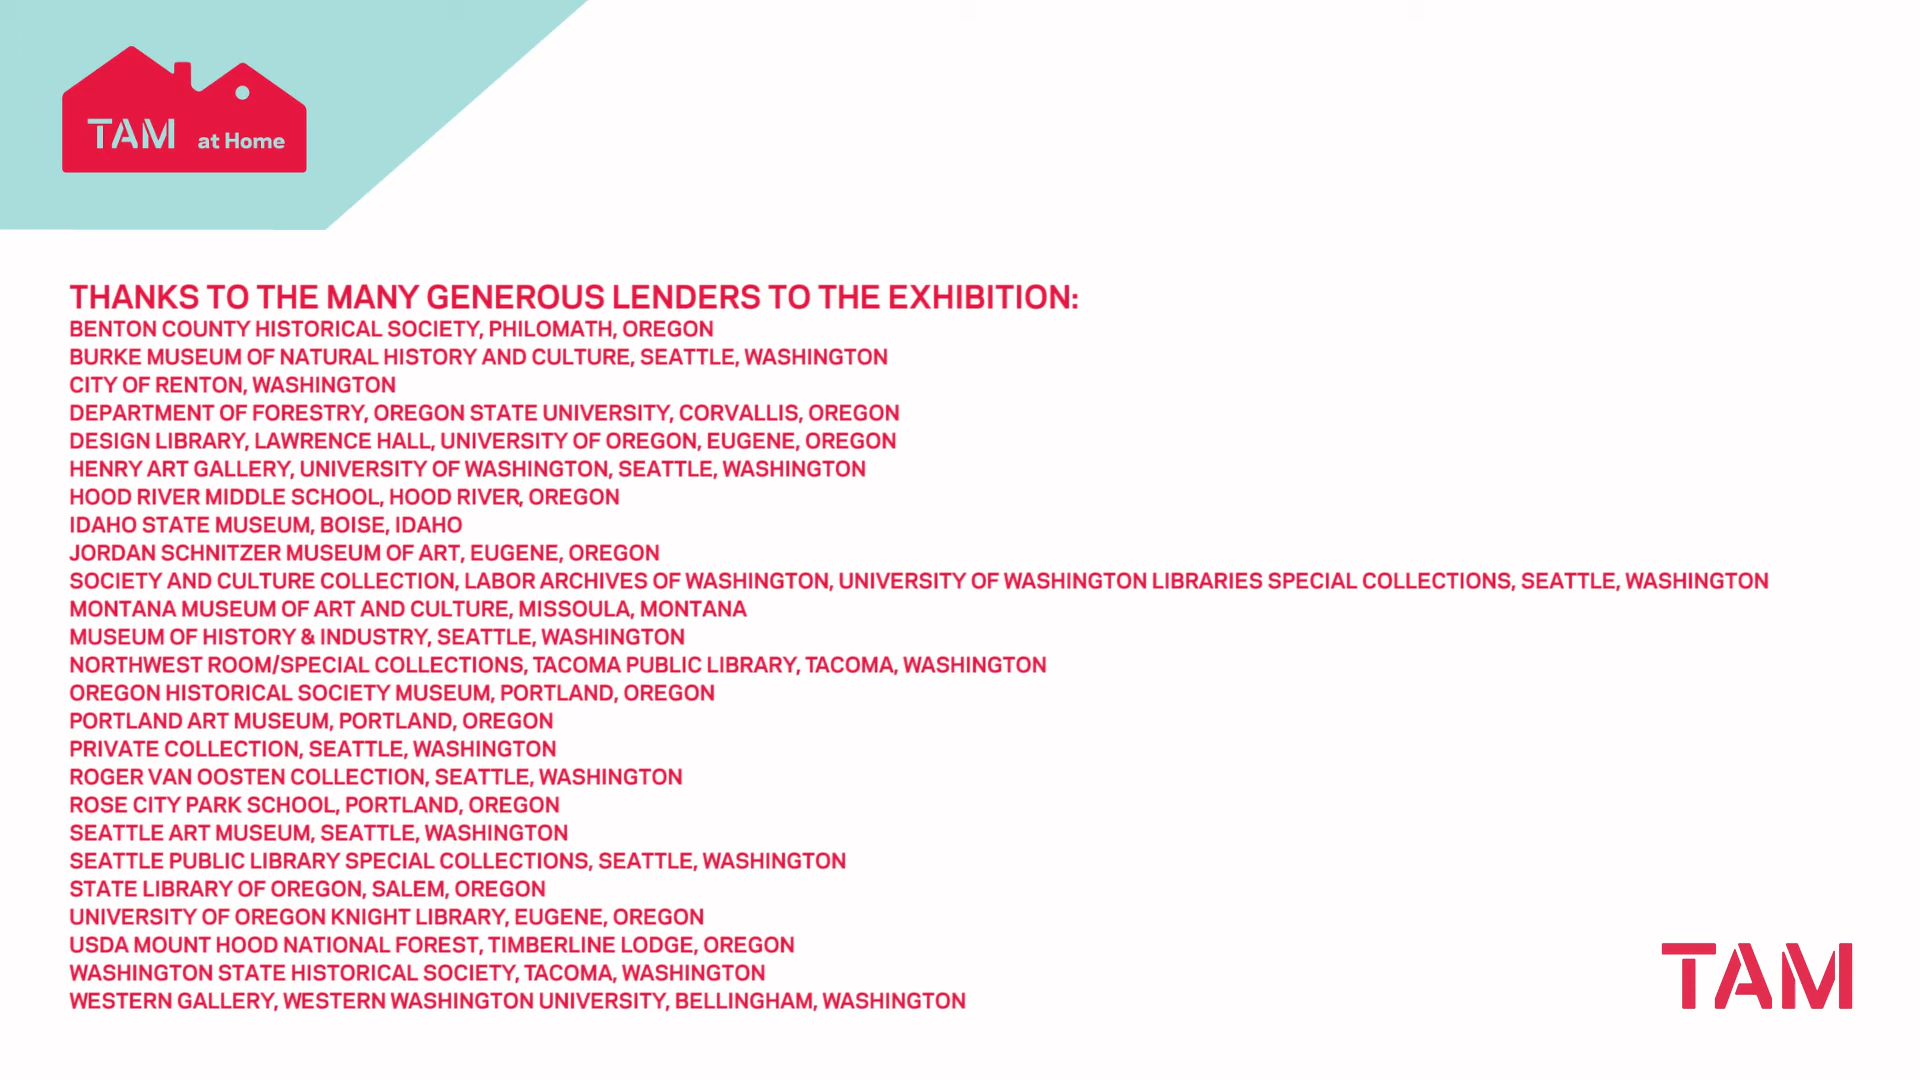 TAM at Home
THANKS TO THE MANY GENEROUS LENDERS TO THE EXHIBITION:
BENTON COUNTY HISTORICAL SOCIETY, PHILOMATH, OREGON
BURKE MUSEUM OF NATURAL HISTORY AND CULTURE, SEATTLE, WASHINGTON
CITY OF RENTON, WASHINGTON
DEPARTMENT OF FORESTRY, OREGON STATE UNIVERSITY, CORVALLIS, OREGON
DESIGN LIBRARY, LAWRENCE HALL, UNIVERSITY OF OREGON, EUGENE, OREGON
HENRY ART GALLERY, UNIVERSITY OF WASHINGTON, SEATTLE, WASHINGTON
HOOD RIVER MIDDLE SCHOOL, HOOD RIVER, OREGON
IDAHO STATE MUSEUM, BOISE, IDAHO
JORDAN SCHNITZER MUSEUM OF ART, EUGENE, OREGON
SOCIETY AND CULTURE COLLECTION, LABOR ARCHIVES OF WASHINGTON, UNIVERSITY OF WASHINGTON LIBRARIES SPECIAL COLLECTIONS, SEATTLE, WASHINGTON
MONTANA MUSEUM OF ART AND CULTURE, MISSOULA, MONTANA
MUSEUM OF HISTORY & INDUSTRY, SEATTLE, WASHINGTON
NORTHWEST ROOM/SPECIAL COLLECTIONS, TACOMA PUBLIC LIBRARY, TACOMA, WASHINGTON
OREGON HISTORICAL SOCIETY MUSEUM, PORTLAND, OREGON
PORTLAND ART MUSEUM, PORTLAND, OREGON
PRIVATE COLLECTION, SEATTLE, WASHINGTON
ROGER VAN OOSTEN COLLECTION, SEATTLE, WASHINGTON
ROSE CITY PARK SCHOOL, PORTLAND, OREGON
SEATTLE ART MUSEUM, SEATTLE, WASHINGTON
SEATTLE PUBLIC LIBRARY SPECIAL COLLECTIONS, SEATTLE, WASHINGTON
STATE LIBRARY OF OREGON, SALEM, OREGON
UNIVERSITY OF OREGON KNIGHT LIBRARY, EUGENE, OREGON
USDA MOUNT HOOD NATIONAL FOREST, TIMBERLINE LODGE, OREGON
WASHINGTON STATE HISTORICAL SOCIETY, TACOMA, WASHINGTON
WESTERN GALLERY, WESTERN WASHINGTON UNIVERSITY, BELLINGHAM, WASHINGTON
TAM